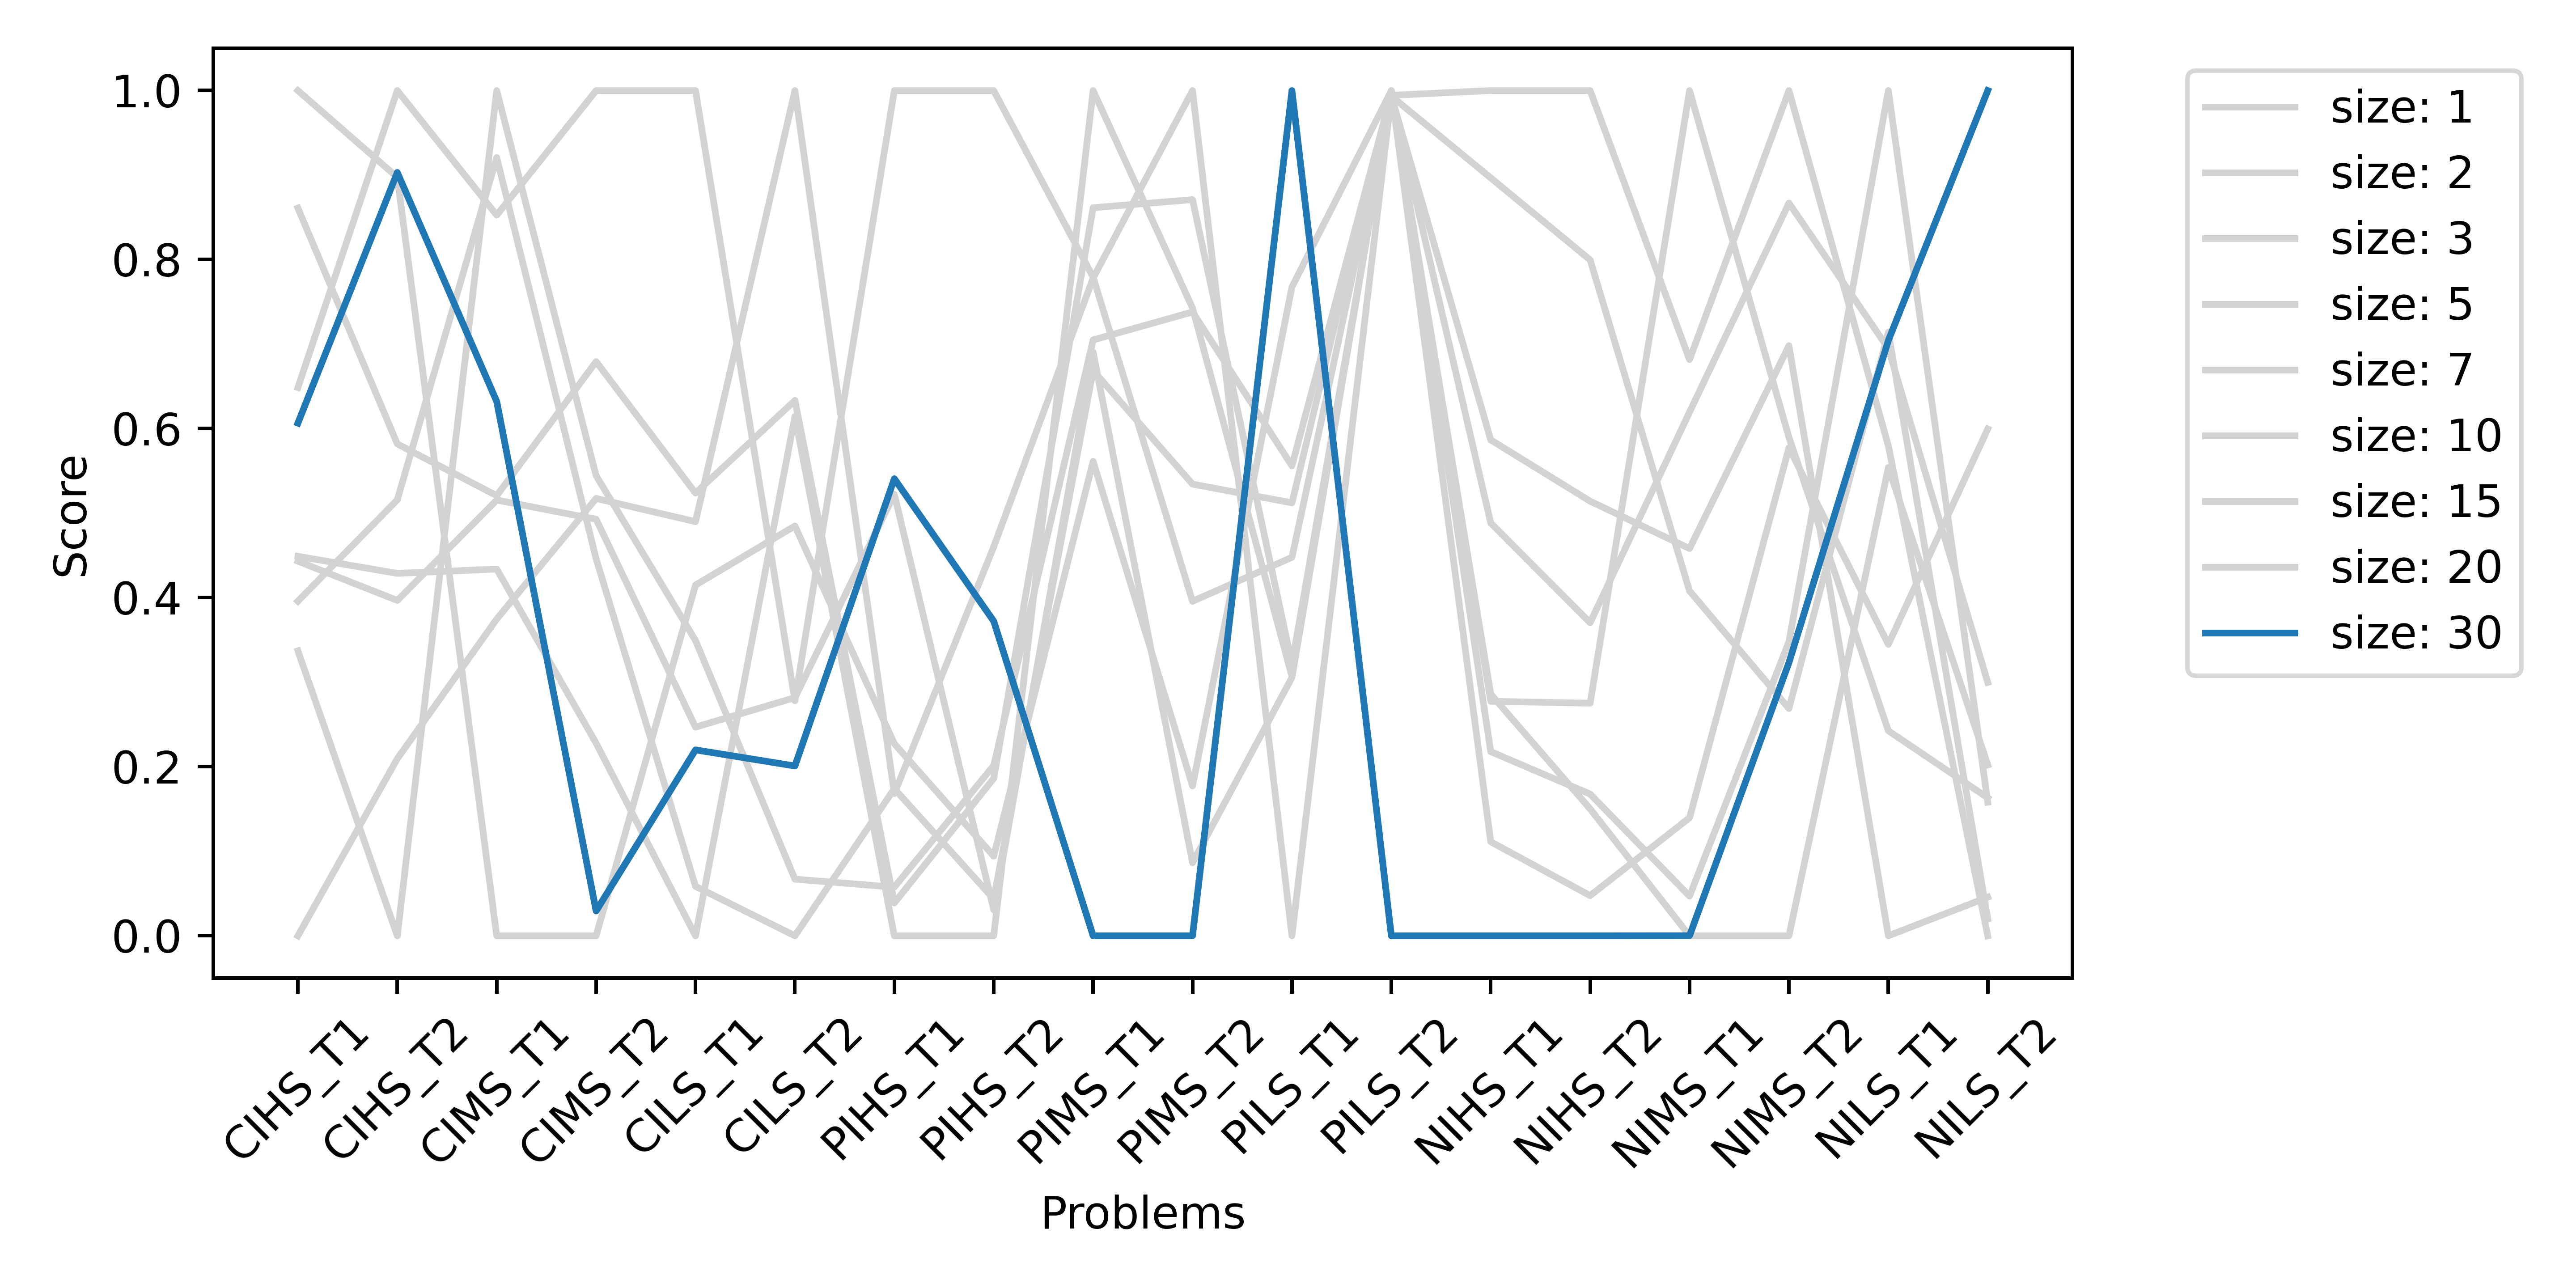 1.0
0.8
0.6
0.4
0.2
0.0
Score
CIHS_T1
CIHS_T2
CIMS_T1
CIMS_T2
CILS_T1
CILS_T2
PIHS_T1
PIHS_T2
PIMS_T1
PIMS_T2
PILS_T1
PILS_T2
NIHS_T1
NIHS_T2
NIMS_T1
NIMS_T2
NILS_T1
NILS_T2
Problems
size: 1
size: 2
size: 3
size: 5
size: 7
size: 10
size: 15
size: 20
size: 30